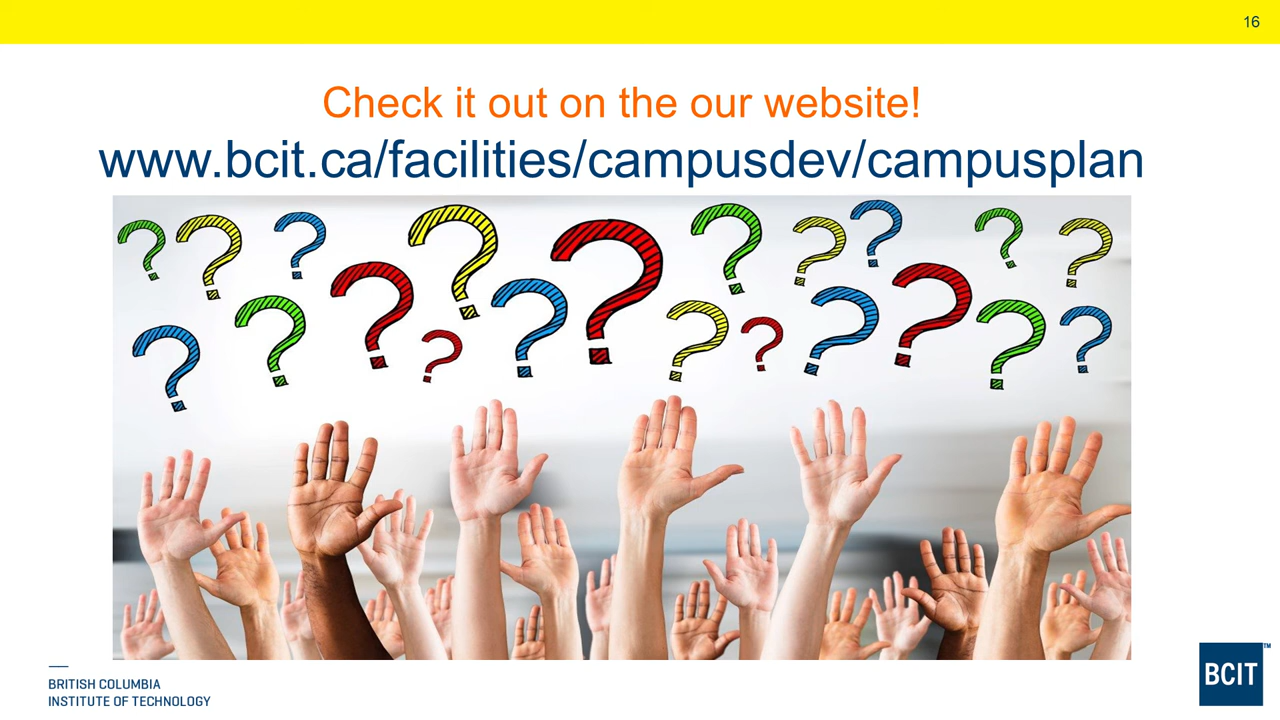 16
Check it out on the our website!
www.bcit.ca/facilities/campusdev/campusplan
BRITISH COLUMBIA
INSTITUTE OF TECHNOLOGY
BCIT™